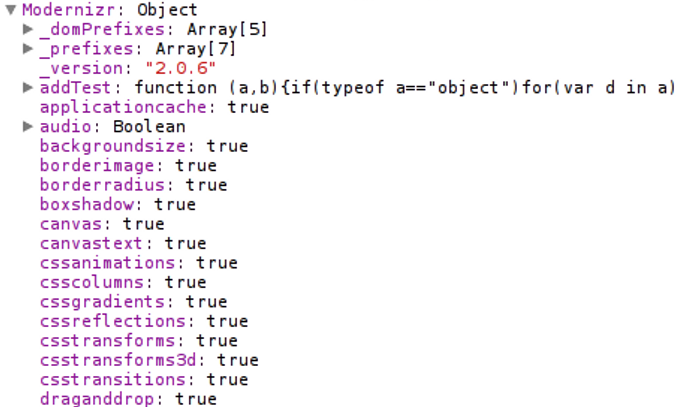 ▼ Modernizr: Object
▶ _domPrefixes: Array[5]
▶ _prefixes: Array[7]
_version: "2.0.6"
▶ addTest: function (a,b){if(typeof a=="object")for(var d in a)
applicationcache: true
▶ audio: Boolean
backgroundsize: true
borderimage: true
borderradius: true
boxshadow: true
canvas: true
canvastext: true
cssanimations: true
csscolumns: true
cssgradients: true
cssreflections: true
csstransforms: true
csstransforms3d: true
csstransitions: true
draganddrop: true